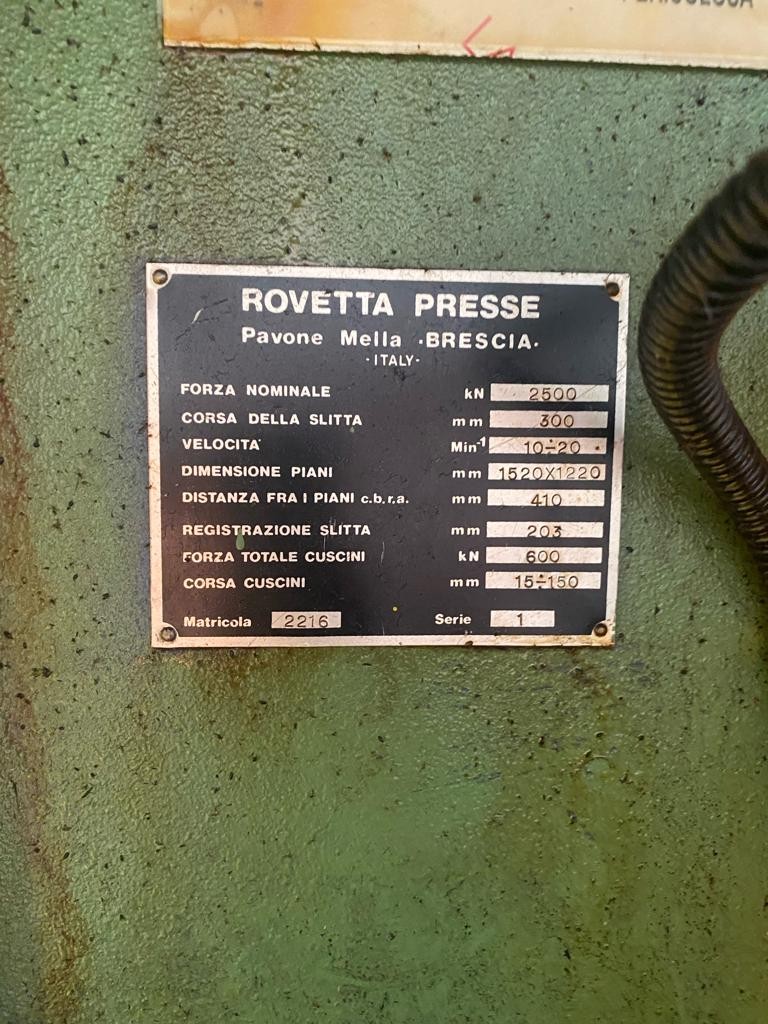 ROVETTA PRESSE
Pavone Mella ·BRESCIA·
·ITALY·
FORZA NOMINALE kN 2500
CORSA DELLA SLITTA mm 300
VELOCITA' Min⁻¹ 10÷20
DIMENSIONE PIANI mm 1520X1220
DISTANZA FRA I PIANI c.b.r.a. mm 410
REGISTRAZIONE SLITTA mm 203
FORZA TOTALE CUSCINI kN 600
CORSA CUSCINI mm 15÷150
Matricola 2216 Serie 1